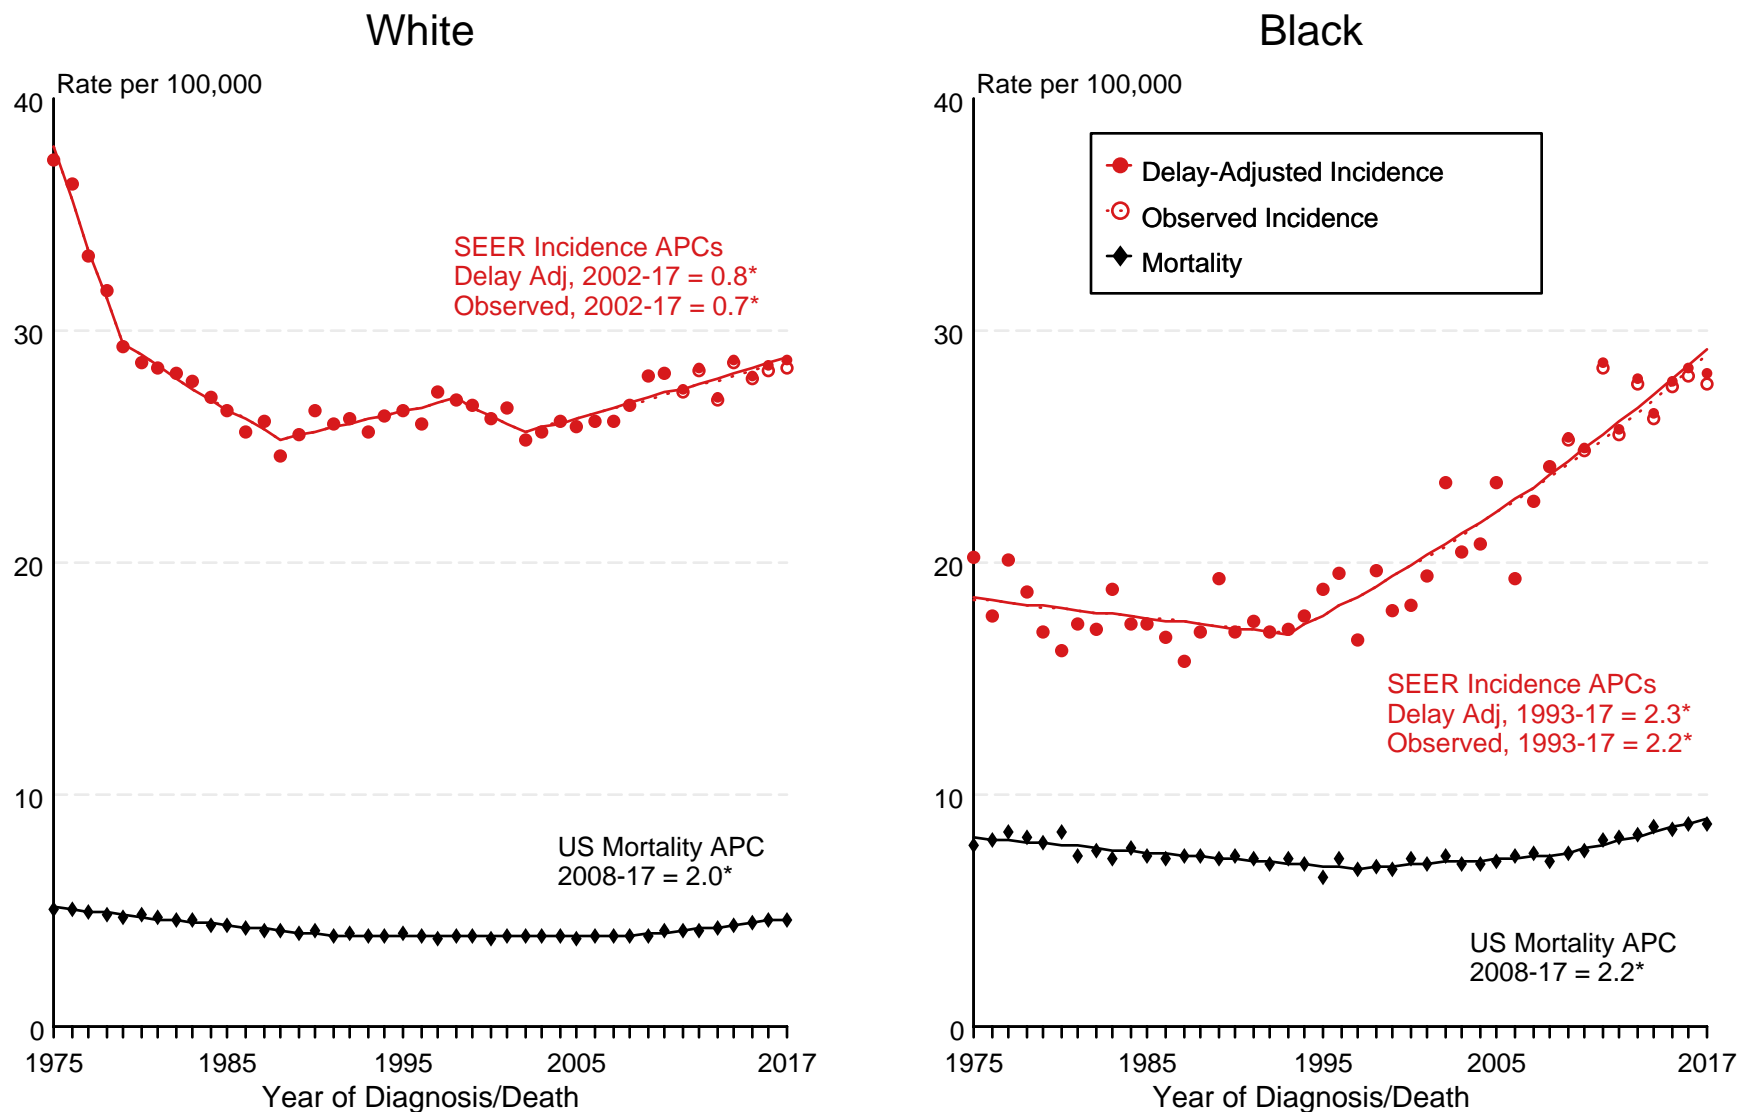 White
Rate per 100,000
40
30
20
10
0
SEER Incidence APCs
Delay Adj, 2002-17 = 0.8*
Observed, 2002-17 = 0.7*
US Mortality APC
2008-17 = 2.0*
1975
1985
1995
2005
2017
Year of Diagnosis/Death
Black
Rate per 100,000
40
30
20
10
0
Delay-Adjusted Incidence
Observed Incidence
Mortality
SEER Incidence APCs
Delay Adj, 1993-17 = 2.3*
Observed, 1993-17 = 2.2*
US Mortality APC
2008-17 = 2.2*
1975
1985
1995
2005
2017
Year of Diagnosis/Death